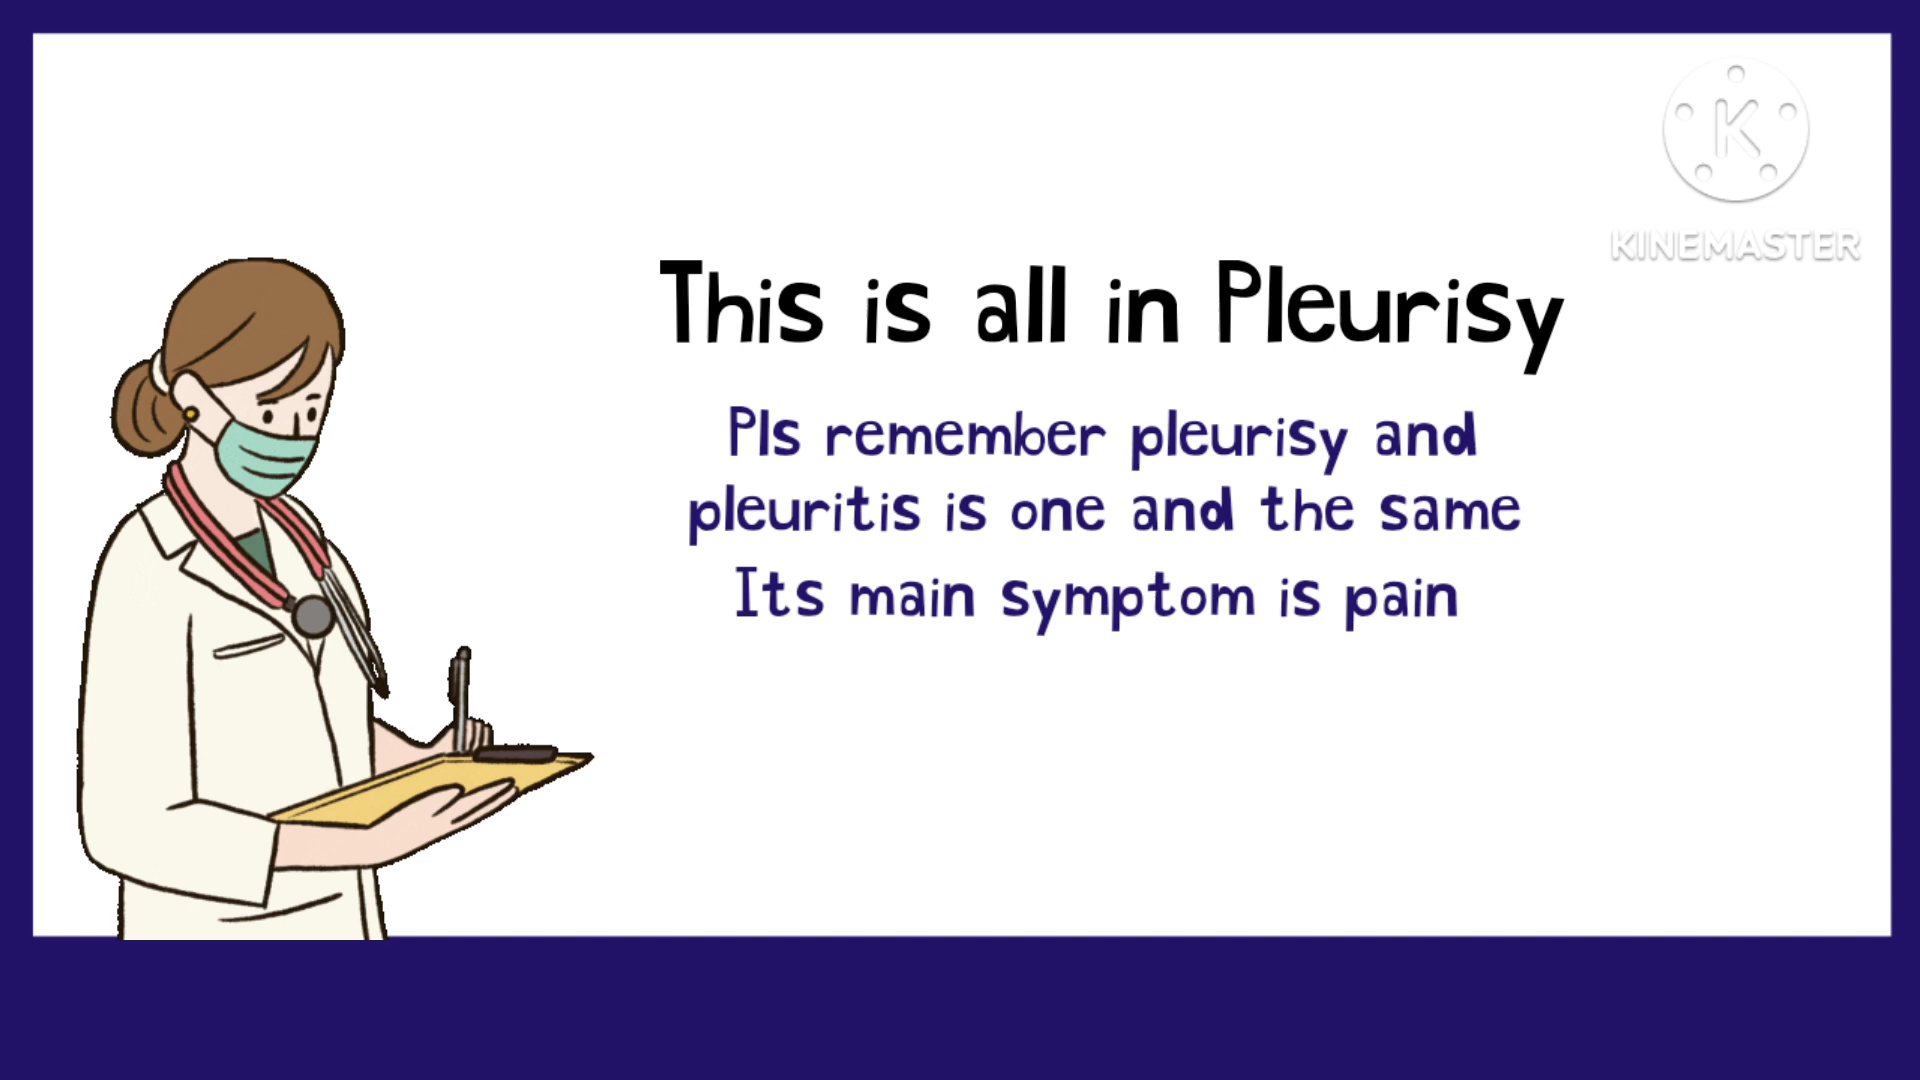 K
KINEMASTER
This is all in Pleurisy
Pls remember pleurisy and
pleuritis is one and the same
Its main symptom is pain